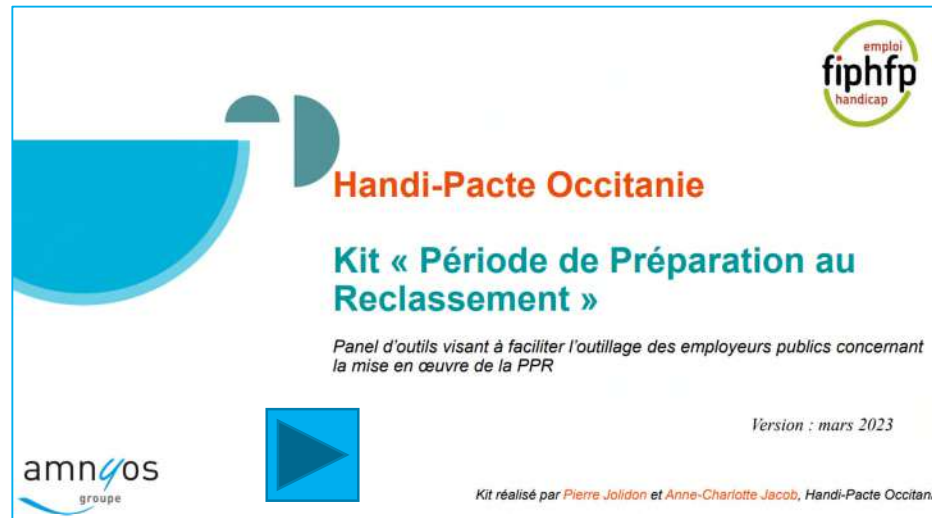 emploi
fiphfp
handicap
Handi-Pacte Occitanie
Kit « Période de Préparation au
Reclassement »
Panel d'outils visant à faciliter l'outillage des employeurs publics concernant
la mise en œuvre de la PPR
Version : mars 2023
amnyos
groupe
Kit réalisé par Pierre Jolidon et Anne-Charlotte Jacob, Handi-Pacte Occitan